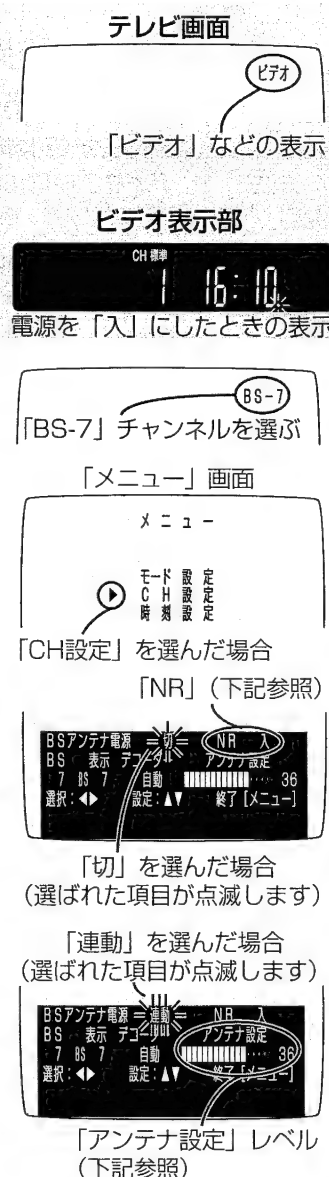 テレビ画面
ビデオ
「ビデオ」などの表示
ビデオ表示部
CH 標準
1 16:10
電源を「入」にしたときの表示
BS-7
「BS-7」チャンネルを選ぶ
「メニュー」画面
メニュー
モード 設 定
C H 設 定
時 刻 設 定
「CH設定」を選んだ場合
「NR」(下記参照)
BSアンテナ電源 切 NR 入
BS 表示 デコーダル アンテナ設定
7 BS 7 自動 36
選択:◀▶ 設定:▲▼ 終了[メニュー]
「切」を選んだ場合
(選ばれた項目が点滅します)
「連動」を選んだ場合
(選ばれた項目が点滅します)
BSアンテナ電源 連動 NR 入
BS 表示 アンテナ設定
7 BS 7 自動 36
選択:◀▶ 設定:▲▼ 終了[メニュー]
「アンテナ設定」レベル
(下記参照)